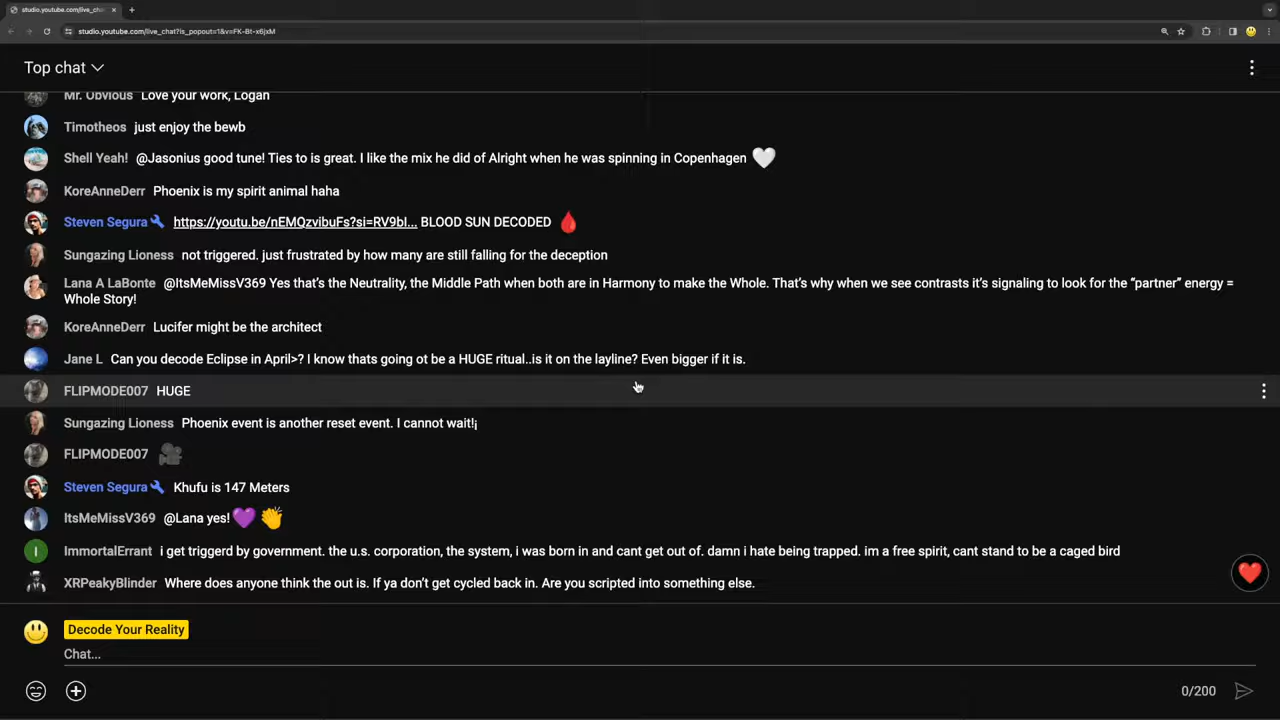 studio.youtube.com/live_cha
studio.youtube.com/live_chat?is_popout=1&v=FK-Bt-x6jxM
Top chat
Mr. Obvious Love your work, Logan
Timotheos just enjoy the bewb
Shell Yeah! @Jasonius good tune! Ties to is great. I like the mix he did of Alright when he was spinning in Copenhagen 🤍
KoreAnneDerr Phoenix is my spirit animal haha
Steven Segura https://youtu.be/nEMQzvibuFs?si=RV9bI... BLOOD SUN DECODED 🩸
Sungazing Lioness not triggered. just frustrated by how many are still falling for the deception
Lana A LaBonte @ItsMeMissV369 Yes that’s the Neutrality, the Middle Path when both are in Harmony to make the Whole. That’s why when we see contrasts it’s signaling to look for the “partner” energy =
Whole Story!
KoreAnneDerr Lucifer might be the architect
Jane L Can you decode Eclipse in April>? I know thats going ot be a HUGE ritual..is it on the layline? Even bigger if it is.
FLIPMODE007 HUGE
Sungazing Lioness Phoenix event is another reset event. I cannot wait!¡
FLIPMODE007 🎥
Steven Segura Khufu is 147 Meters
ItsMeMissV369 @Lana yes!💜👏
I ImmortalErrant i get triggerd by government. the u.s. corporation, the system, i was born in and cant get out of. damn i hate being trapped. im a free spirit, cant stand to be a caged bird
XRPeakyBlinder Where does anyone think the out is. If ya don’t get cycled back in. Are you scripted into something else.
Decode Your Reality
Chat...
0/200